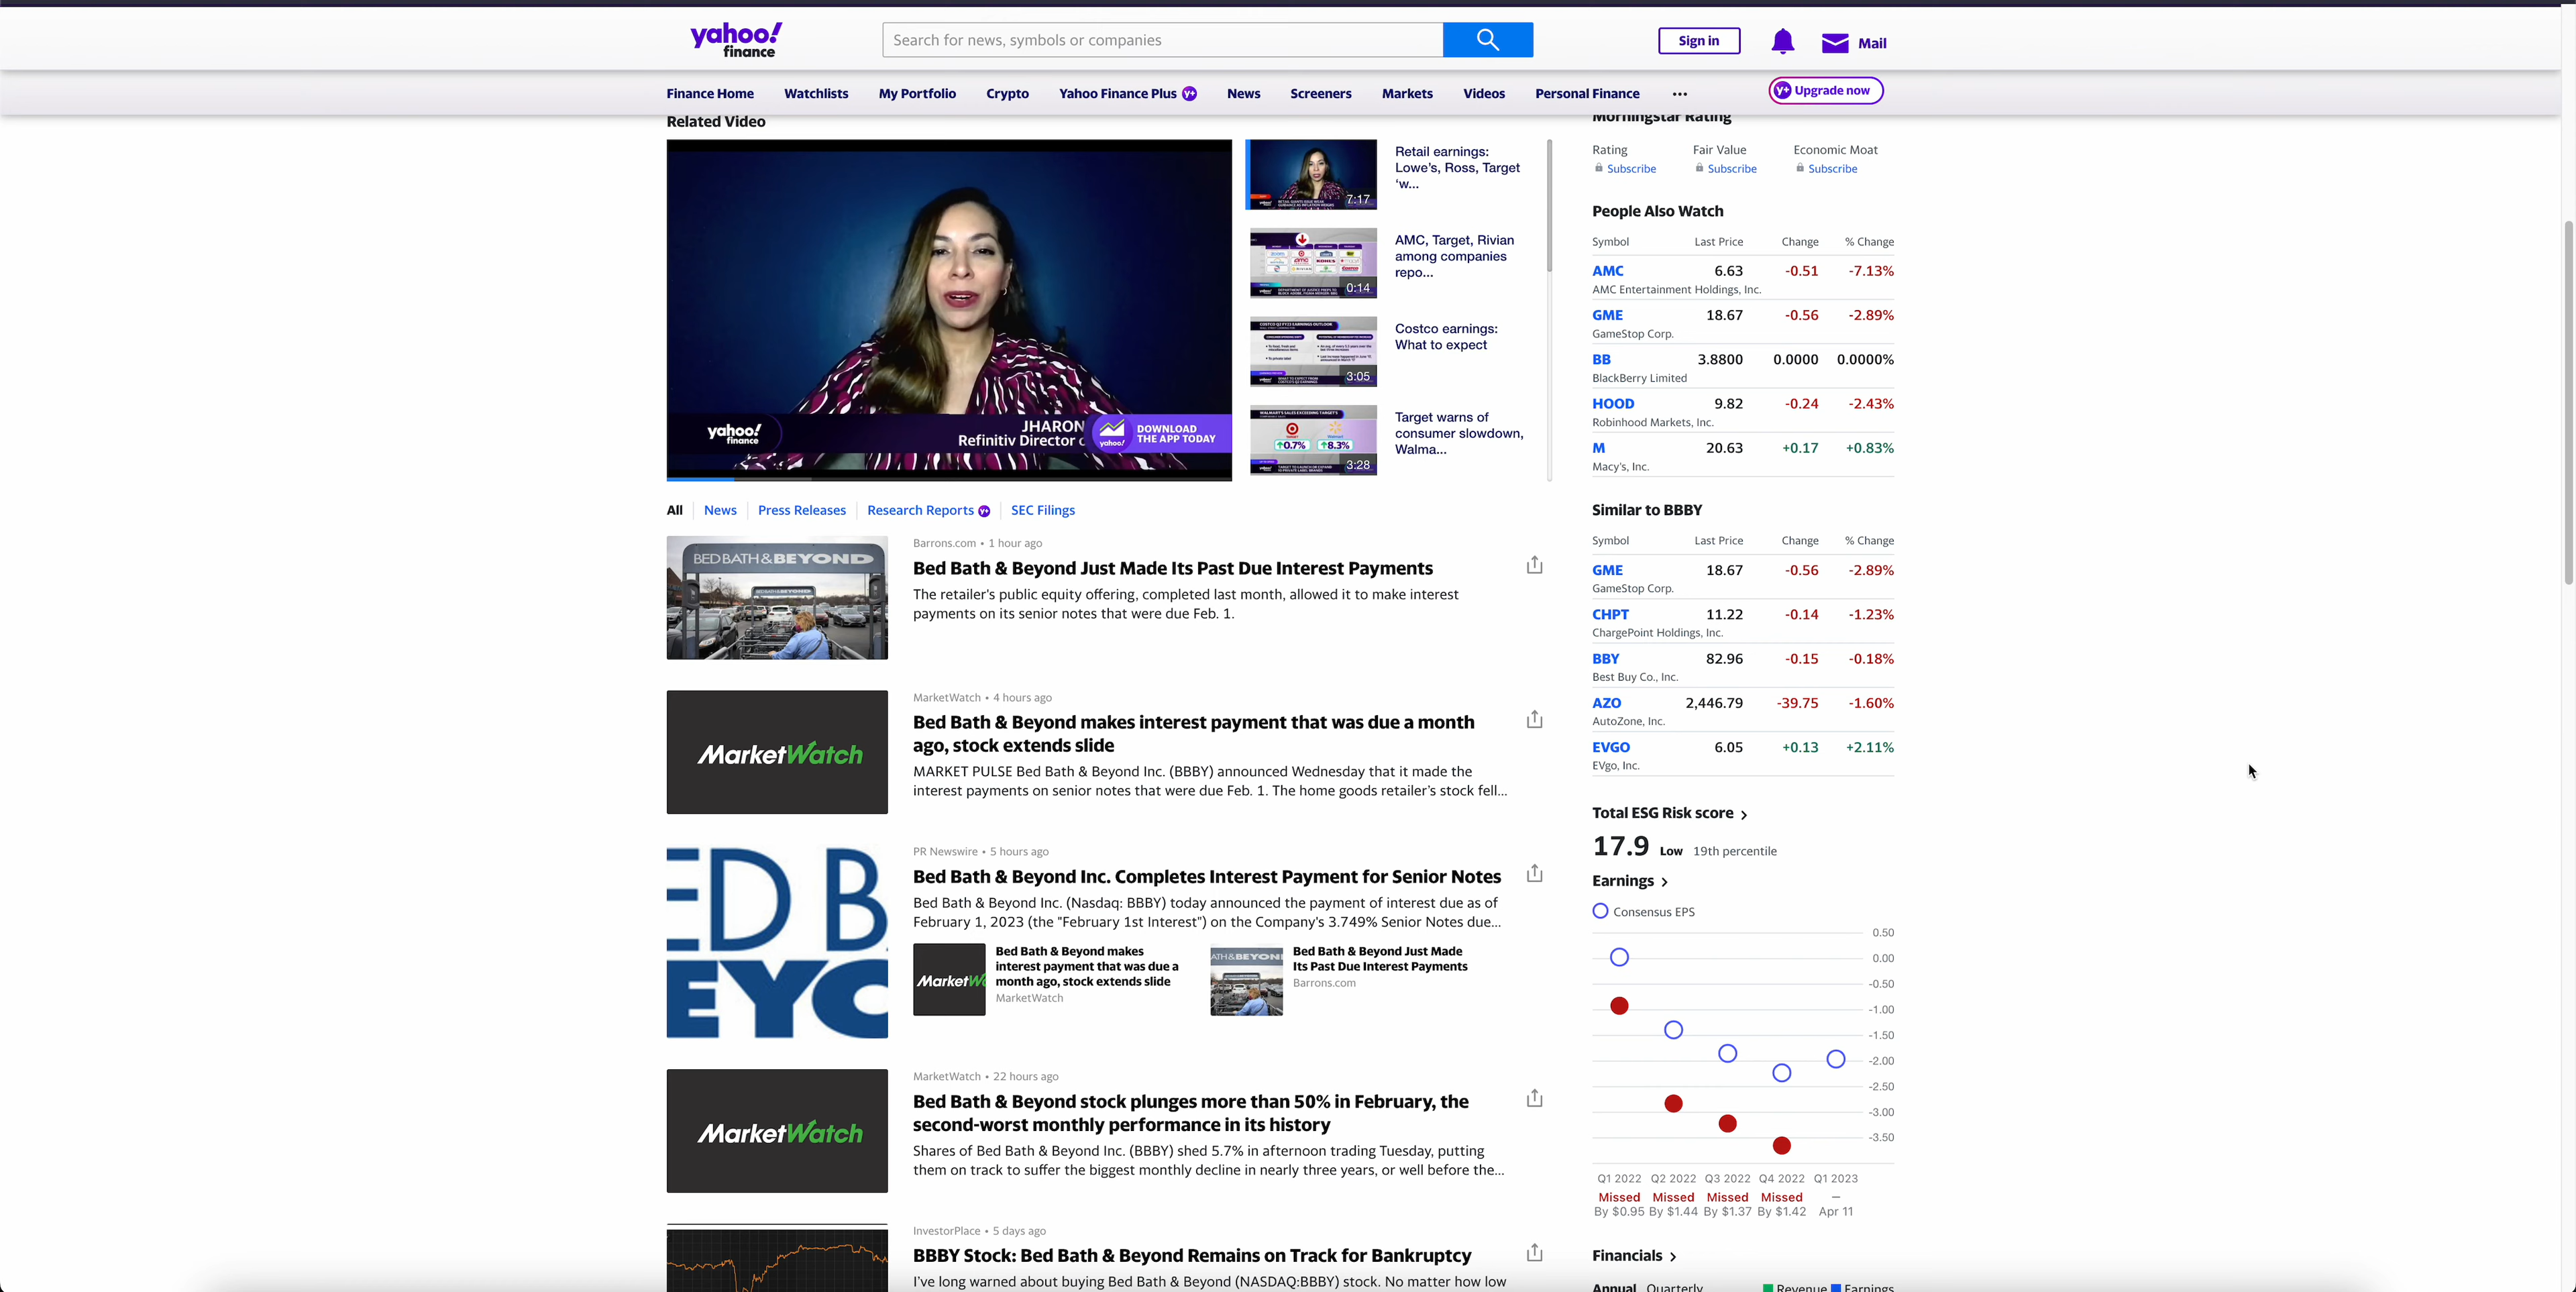 yahoo!
finance
Search for news, symbols or companies
Sign in
Mail
Finance Home
Watchlists
My Portfolio
Crypto
Yahoo Finance Plus
News
Screeners
Markets
Videos
Personal Finance
...
Upgrade now
Related Video
yahoo!
finance
JHARON
Refinitiv Director
yahoo!
DOWNLOAD
THE APP TODAY
7:17
Retail earnings:
Lowe's, Ross, Target
'w...
0:14
AMC, Target, Rivian
among companies
repo...
3:05
Costco earnings:
What to expect
↑0.7%
↑8.3%
3:28
Target warns of
consumer slowdown,
Walma...
All
News
Press Releases
Research Reports
SEC Filings
BED BATH & BEYOND
Barrons.com • 1 hour ago
Bed Bath & Beyond Just Made Its Past Due Interest Payments
The retailer's public equity offering, completed last month, allowed it to make interest
payments on its senior notes that were due Feb. 1.
MarketWatch
MarketWatch • 4 hours ago
Bed Bath & Beyond makes interest payment that was due a month
ago, stock extends slide
MARKET PULSE Bed Bath & Beyond Inc. (BBBY) announced Wednesday that it made the
interest payments on senior notes that were due Feb. 1. The home goods retailer's stock fell...
ED B
EYO
PR Newswire • 5 hours ago
Bed Bath & Beyond Inc. Completes Interest Payment for Senior Notes
Bed Bath & Beyond Inc. (Nasdaq: BBBY) today announced the payment of interest due as of
February 1, 2023 (the "February 1st Interest") on the Company's 3.749% Senior Notes due...
MarketW
Bed Bath & Beyond makes
interest payment that was due a
month ago, stock extends slide
MarketWatch
ATH & BEYOND
Bed Bath & Beyond Just Made
Its Past Due Interest Payments
Barrons.com
MarketWatch
MarketWatch • 22 hours ago
Bed Bath & Beyond stock plunges more than 50% in February, the
second-worst monthly performance in its history
Shares of Bed Bath & Beyond Inc. (BBBY) shed 5.7% in afternoon trading Tuesday, putting
them on track to suffer the biggest monthly decline in nearly three years, or well before the...
InvestorPlace • 5 days ago
BBBY Stock: Bed Bath & Beyond Remains on Track for Bankruptcy
I've long warned about buying Bed Bath & Beyond (NASDAQ:BBBY) stock. No matter how low
Morningstar Rating
Rating Fair Value Economic Moat
Subscribe Subscribe Subscribe
People Also Watch
Symbol Last Price Change % Change
AMC 6.63 -0.51 -7.13%
AMC Entertainment Holdings, Inc.
GME 18.67 -0.56 -2.89%
GameStop Corp.
BB 3.8800 0.0000 0.0000%
BlackBerry Limited
HOOD 9.82 -0.24 -2.43%
Robinhood Markets, Inc.
M 20.63 +0.17 +0.83%
Macy's, Inc.
Similar to BBBY
Symbol Last Price Change % Change
GME 18.67 -0.56 -2.89%
GameStop Corp.
CHPT 11.22 -0.14 -1.23%
ChargePoint Holdings, Inc.
BBY 82.96 -0.15 -0.18%
Best Buy Co., Inc.
AZO 2,446.79 -39.75 -1.60%
AutoZone, Inc.
EVGO 6.05 +0.13 +2.11%
EVgo, Inc.
Total ESG Risk score
17.9 Low 19th percentile
Earnings
Consensus EPS
0.50
0.00
-0.50
-1.00
-1.50
-2.00
-2.50
-3.00
-3.50
Q1 2022 Q2 2022 Q3 2022 Q4 2022 Q1 2023
Missed Missed Missed Missed —
By $0.95 By $1.44 By $1.37 By $1.42 Apr 11
Financials
Annual Quarterly Revenue Earnings